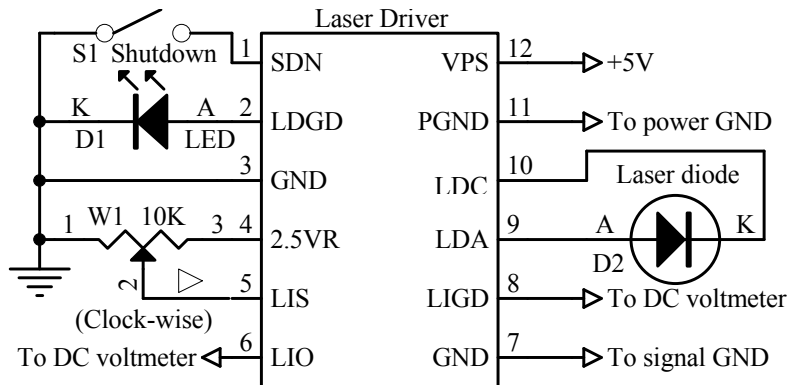 Laser Driver
S1 Shutdown
1 SDN
VPS 12 +5V
K A 2 LDGD
D1 LED
PGND 11 To power GND
3 GND
LDC 10
Laser diode
1 W1 10K 3 4 2.5VR
LDA 9 A K
D2
2 5 LIS
(Clock-wise)
LIGD 8 To DC voltmeter
To DC voltmeter 6 LIO
GND 7 To signal GND